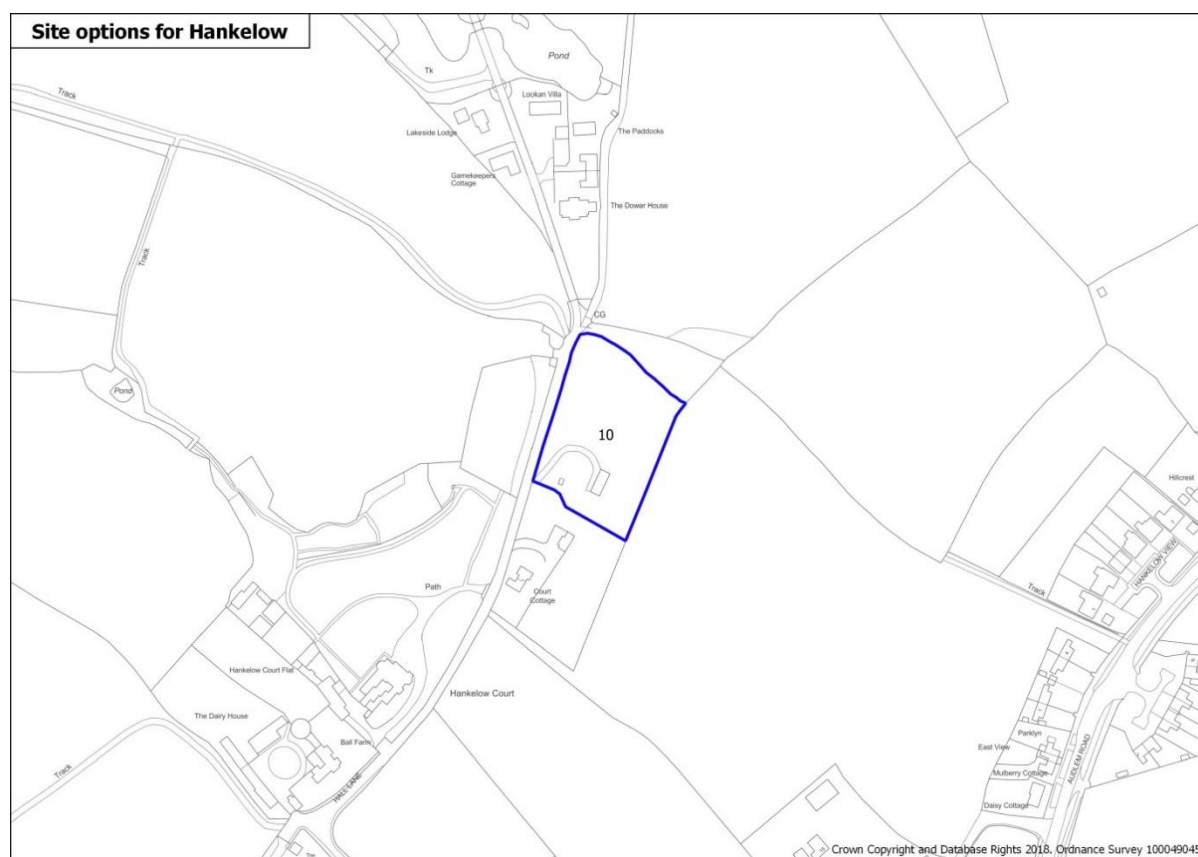 Site options for Hankelow
Pond
Tk
Track
Lookan Villa
Lakeside Lodge
The Paddocks
Gamekeepers
Cottage
The Dower House
Track
CG
Pond
10
Hillcrest
HANKELOW VIEW
Track
Path
Court
Cottage
Hankelow Court Flat
Hankelow Court
The Dairy House
Ball Farm
Parklyn
East View
AUDLEM ROAD
Mulberry Cottage
Track
HALL LANE
Daisy Cottage
Crown Copyright and Database Rights 2018. Ordnance Survey 100049045